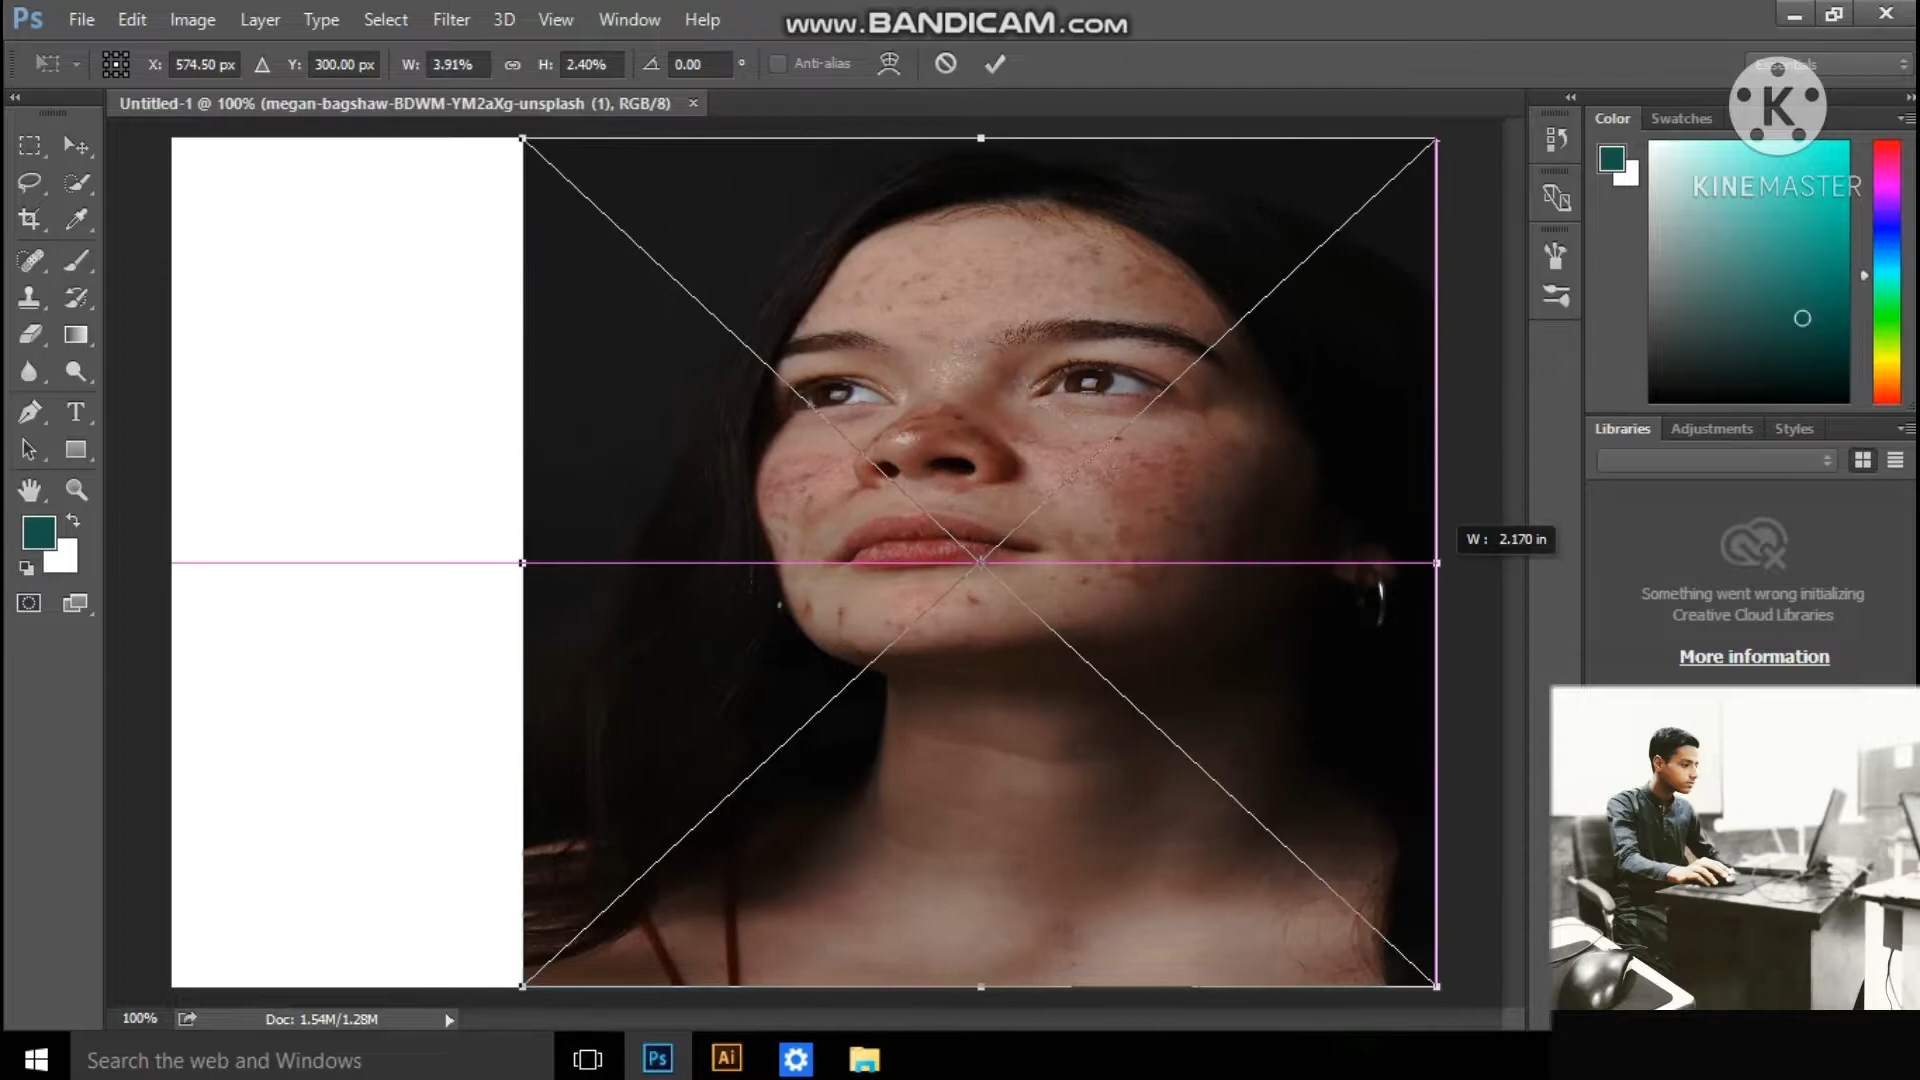 Ps File Edit Image Layer Type Select Filter 3D View Window Help
www.BANDICAM.com
X: 574.50 px Y: 300.00 px W: 3.91% H: 2.40% 0.00 ° Anti-alias
Essentials
Untitled-1 @ 100% (megan-bagshaw-BDWM-YM2aXg-unsplash (1), RGB/8) ×
Color Swatches
K
KINEMASTER
T
Libraries Adjustments Styles
W: 2.170 in
Something went wrong initializing
Creative Cloud Libraries
More information
100% Doc: 1.54M/1.28M
Search the web and Windows
Ps Ai